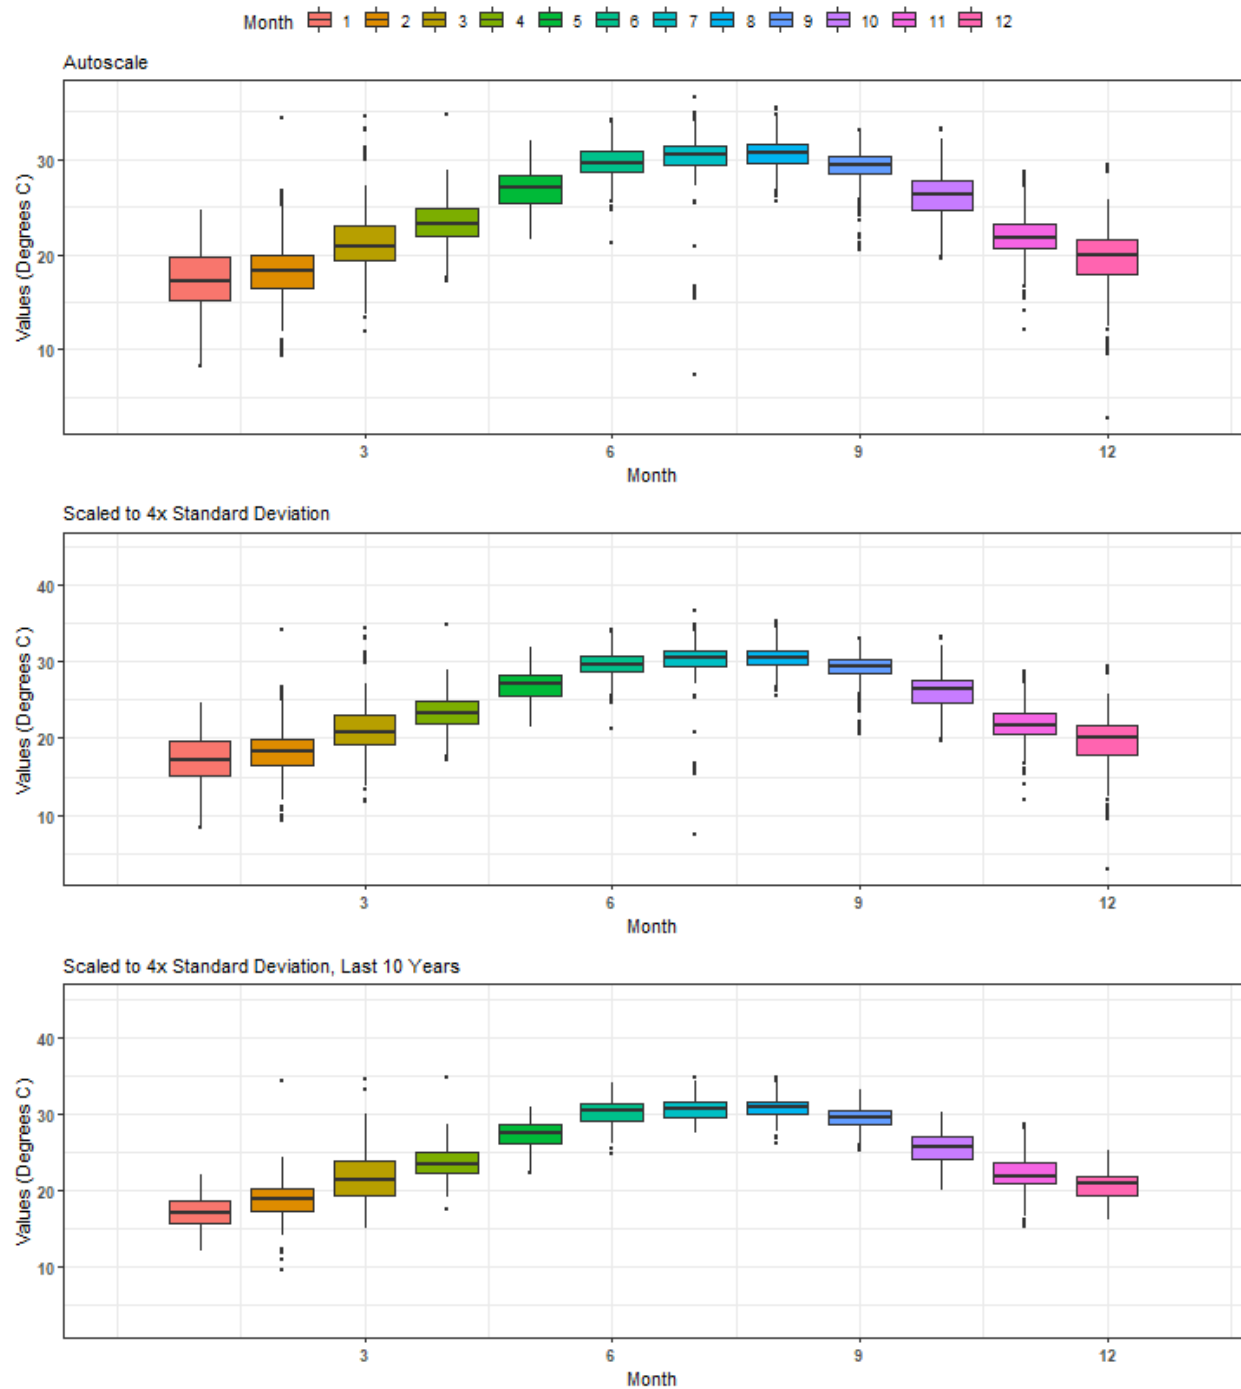 Month 1 2 3 4 5 6 7 8 9 10 11 12
Autoscale
Values (Degrees C)
30
20
10
3 6 9 12
Month
Scaled to 4x Standard Deviation
Values (Degrees C)
40
30
20
10
3 6 9 12
Month
Scaled to 4x Standard Deviation, Last 10 Years
Values (Degrees C)
40
30
20
10
3 6 9 12
Month